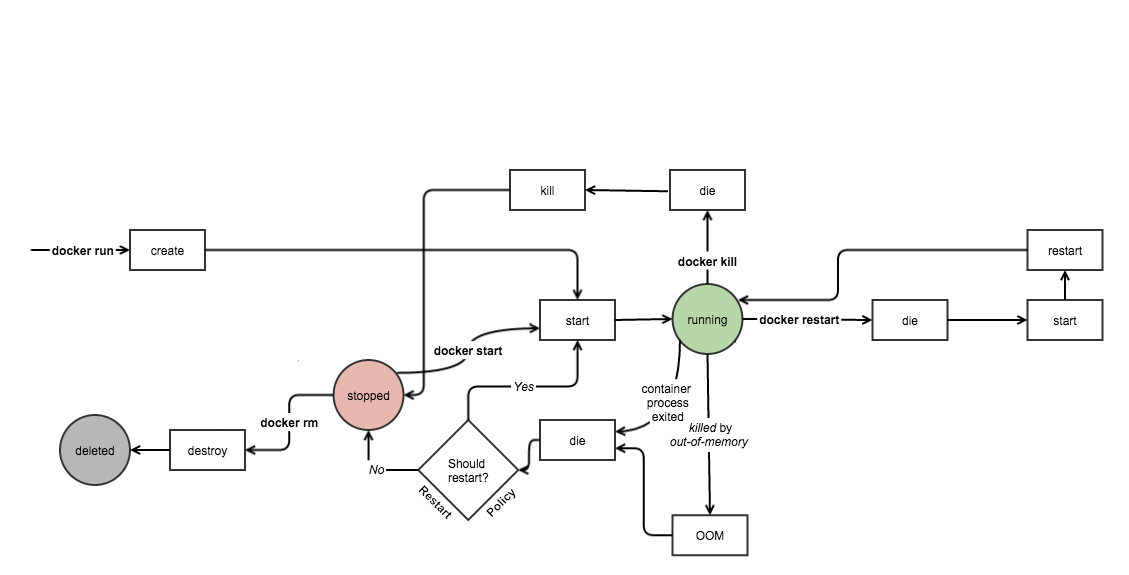 kill
die
docker run
create
docker kill
restart
start
running
docker restart
die
start
docker start
stopped
Yes
container
process
exited
docker rm
killed by
out-of-memory
deleted
destroy
No
Should
restart?
die
Restart
Policy
OOM